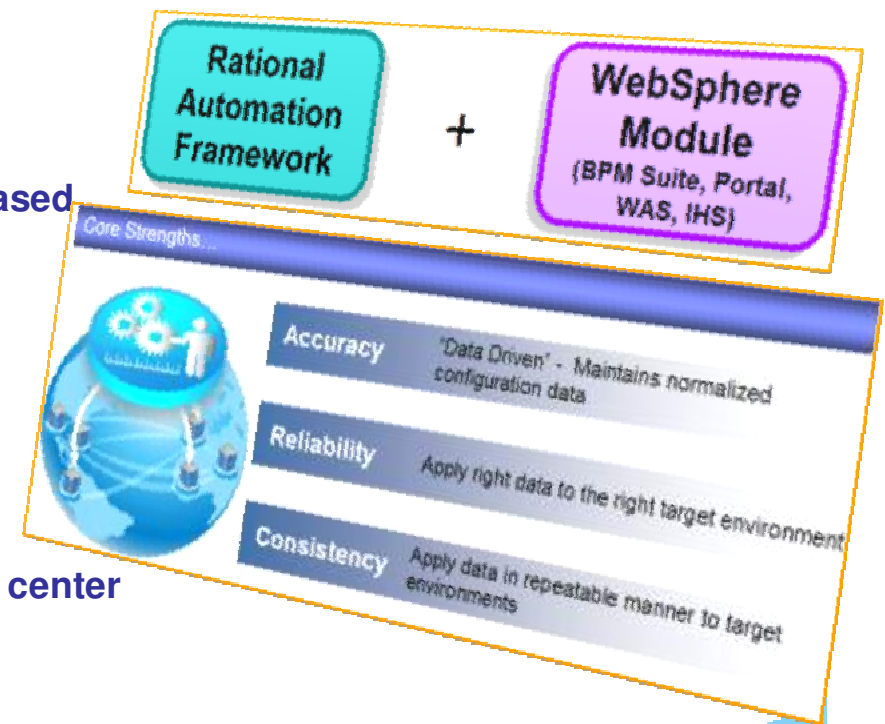 Rational
Automation
Framework
+
WebSphere
Module
(BPM Suite, Portal,
WAS, IHS)
ased
Core Strengths...
Accuracy
"Data Driven" - Maintains normalized
configuration data
Reliability
Apply right data to the right target environment
Consistency
Apply data in repeatable manner to target
environments
center